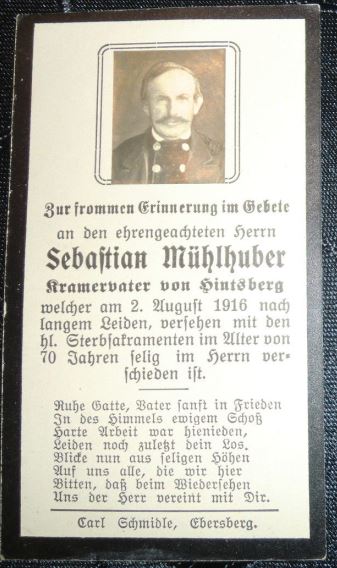 Zur frommen Erinnerung im Gebete
an den ehrengeachteten Herrn
Sebaſtian Mühlhuber
Kramervater von Hintsberg
welcher am 2. Auguſt 1916 nach
langem Leiden, verſehen mit den
hl. Sterbſakramenten im Alter von
70 Jahren ſelig im Herrn ver-
ſchieden iſt.
Ruhe Gatte, Vater ſanft in Frieden
In des Himmels ewigem Schoß
Harte Arbeit war hienieden,
Leiden noch zuletzt dein Los.
Blicke nun aus ſeligen Höhen
Auf uns alle, die wir hier
Bitten, daß beim Wiederſehen
Uns der Herr vereint mit Dir.
Carl Schmidle, Ebersberg.